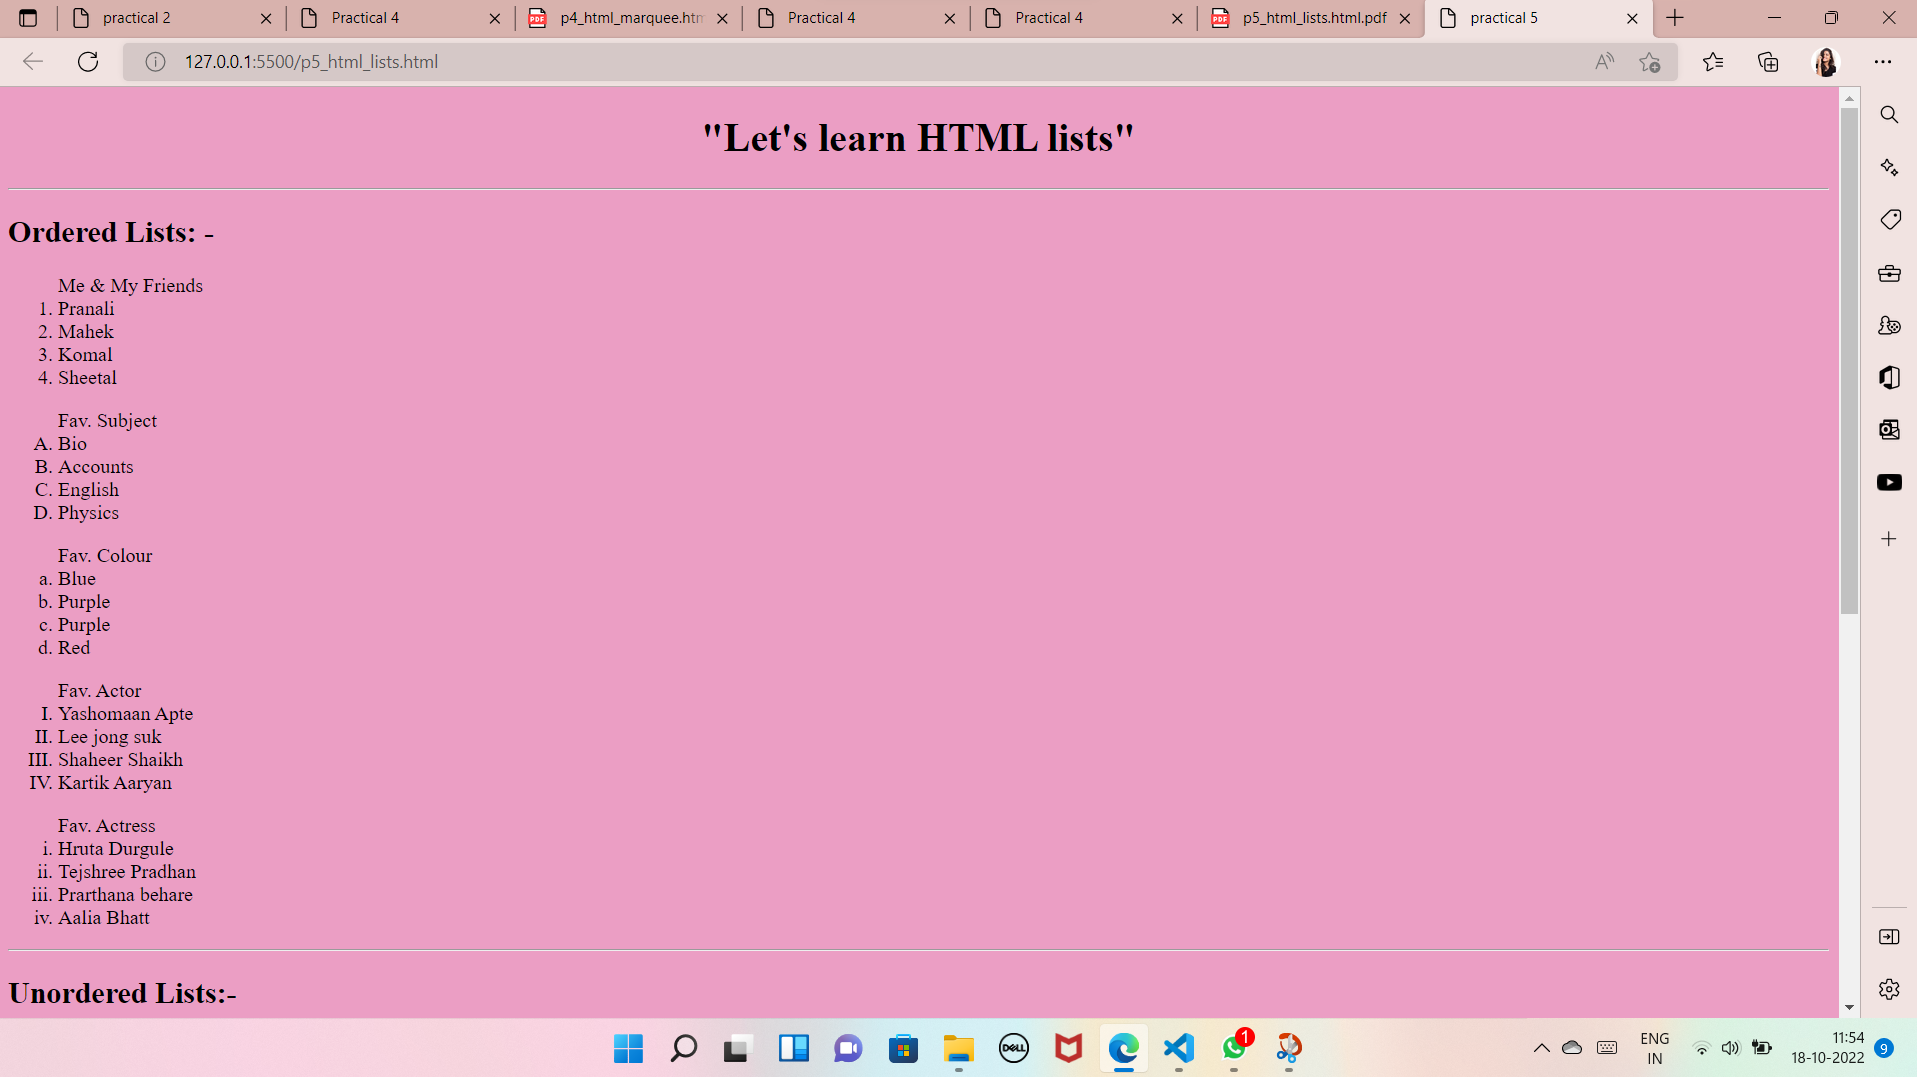 practical 2
Practical 4
p4_html_marquee.htm
Practical 4
Practical 4
p5_html_lists.html.pdf
practical 5
127.0.0.1:5500/p5_html_lists.html
"Let's learn HTML lists"
Ordered Lists: -
Me & My Friends
1. Pranali
2. Mahek
3. Komal
4. Sheetal
Fav. Subject
A. Bio
B. Accounts
C. English
D. Physics
Fav. Colour
a. Blue
b. Purple
c. Purple
d. Red
Fav. Actor
I. Yashomaan Apte
II. Lee jong suk
III. Shaheer Shaikh
IV. Kartik Aaryan
Fav. Actress
i. Hruta Durgule
ii. Tejshree Pradhan
iii. Prarthana behare
iv. Aalia Bhatt
Unordered Lists:-
DELL
1
ENG
IN
11:54
18-10-2022
9